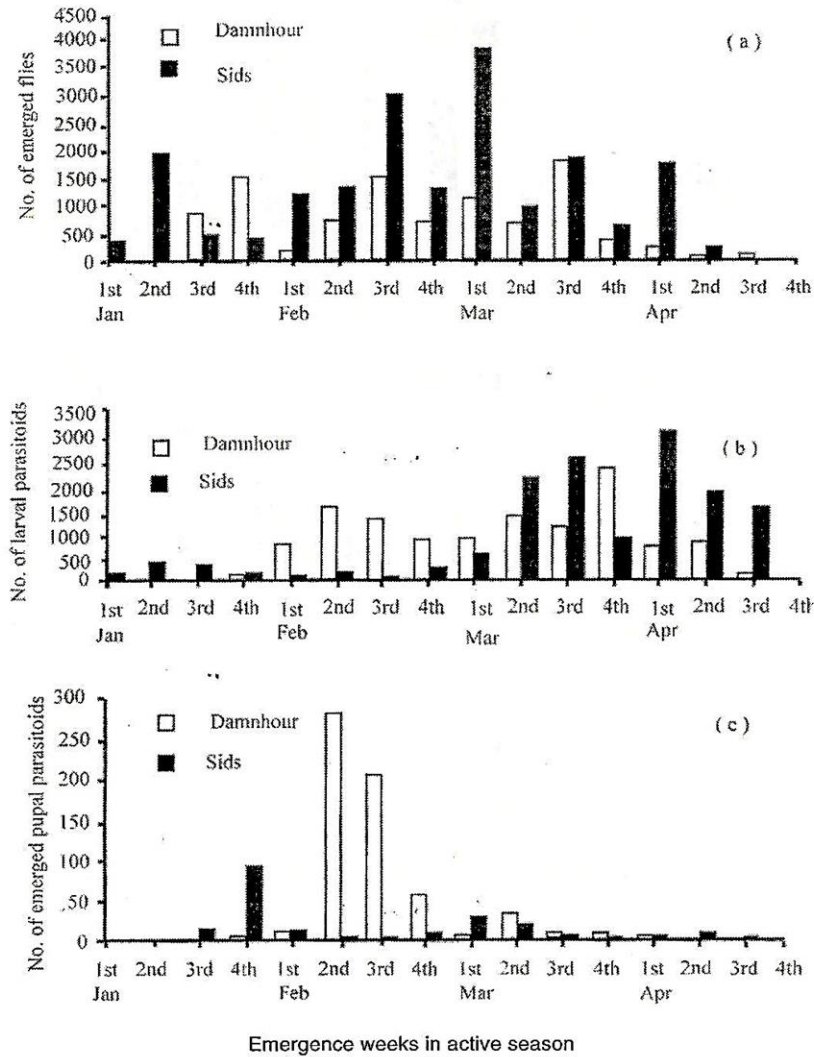 ( a )
No. of emerged flies
4500
4000
3500
3000
2500
2000
1500
1000
500
0
Damnhour
Sids
1st 2nd 3rd 4th 1st 2nd 3rd 4th 1st 2nd 3rd 4th 1st 2nd 3rd 4th
Jan Feb Mar Apr
( b )
No. of larval parasitoids
3500
3000
2500
2000
1500
1000
500
0
Damnhour
Sids
1st 2nd 3rd 4th 1st 2nd 3rd 4th 1st 2nd 3rd 4th 1st 2nd 3rd 4th
Jan Feb Mar Apr
( c )
No. of emerged pupal parasitoids
300
250
200
150
100
50
0
Damnhour
Sids
1st 2nd 3rd 4th 1st 2nd 3rd 4th 1st 2nd 3rd 4th 1st 2nd 3rd 4th
Jan Feb Mar Apr
Emergence weeks in active season